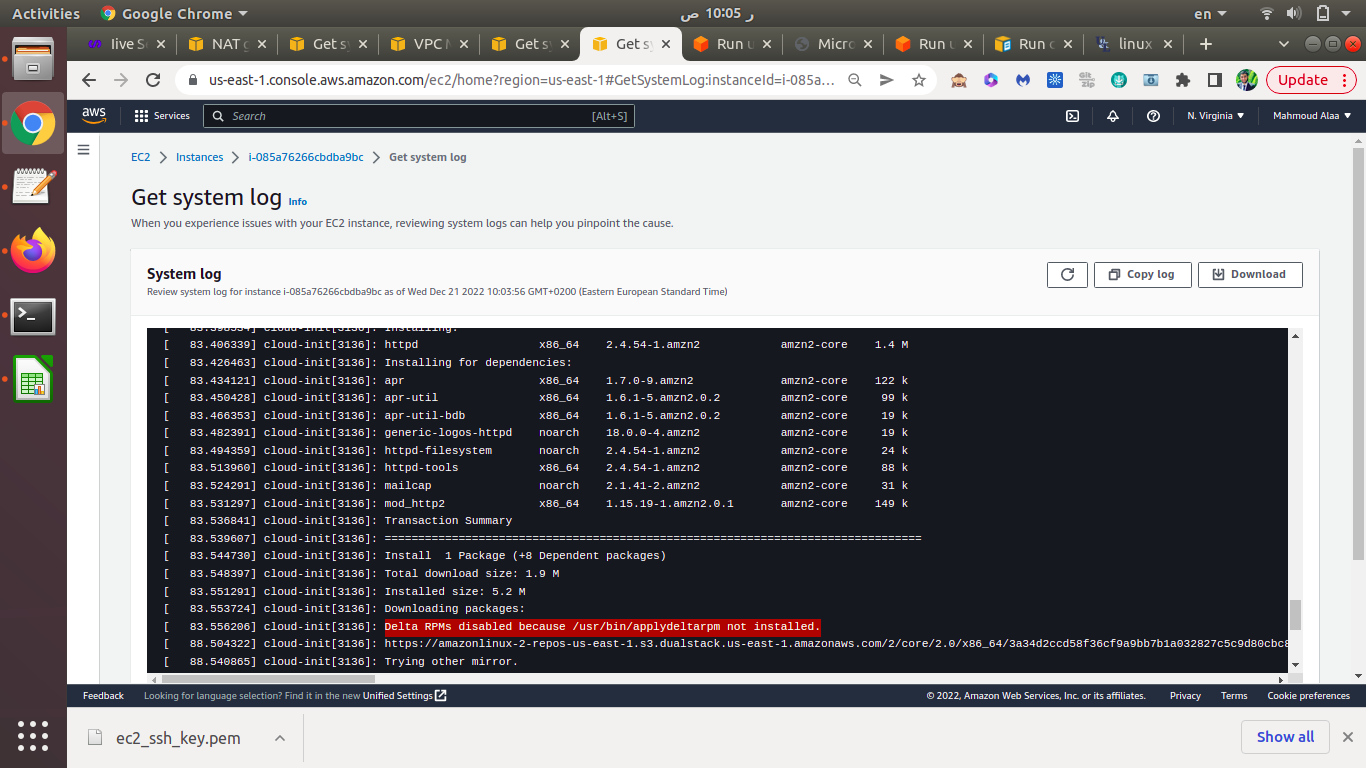 Activities
Google Chrome
ر 10:05 ص
en
live S
NAT g
Get sy
VPC M
Get sy
Get sy
Run u
Micro
Run u
Run c
linux
us-east-1.console.aws.amazon.com/ec2/home?region=us-east-1#GetSystemLog:instanceId=i-085a...
Git
zip
Update
aws
Services
Search
[Alt+S]
N. Virginia
Mahmoud Alaa
EC2
Instances
i-085a76266cbdba9bc
Get system log
Get system log Info
When you experience issues with your EC2 instance, reviewing system logs can help you pinpoint the cause.
System log
Review system log for instance i-085a76266cbdba9bc as of Wed Dec 21 2022 10:03:56 GMT+0200 (Eastern European Standard Time)
Copy log
Download
[ 83.398534] cloud-init[3136]: Installing:
[ 83.406339] cloud-init[3136]: httpd x86_64 2.4.54-1.amzn2 amzn2-core 1.4 M
[ 83.426463] cloud-init[3136]: Installing for dependencies:
[ 83.434121] cloud-init[3136]: apr x86_64 1.7.0-9.amzn2 amzn2-core 122 k
[ 83.450428] cloud-init[3136]: apr-util x86_64 1.6.1-5.amzn2.0.2 amzn2-core 99 k
[ 83.466353] cloud-init[3136]: apr-util-bdb x86_64 1.6.1-5.amzn2.0.2 amzn2-core 19 k
[ 83.482391] cloud-init[3136]: generic-logos-httpd noarch 18.0.0-4.amzn2 amzn2-core 19 k
[ 83.494359] cloud-init[3136]: httpd-filesystem noarch 2.4.54-1.amzn2 amzn2-core 24 k
[ 83.513960] cloud-init[3136]: httpd-tools x86_64 2.4.54-1.amzn2 amzn2-core 88 k
[ 83.524291] cloud-init[3136]: mailcap noarch 2.1.41-2.amzn2 amzn2-core 31 k
[ 83.531297] cloud-init[3136]: mod_http2 x86_64 1.15.19-1.amzn2.0.1 amzn2-core 149 k
[ 83.536841] cloud-init[3136]: Transaction Summary
[ 83.539607] cloud-init[3136]: ================================================================================
[ 83.544730] cloud-init[3136]: Install 1 Package (+8 Dependent packages)
[ 83.548397] cloud-init[3136]: Total download size: 1.9 M
[ 83.551291] cloud-init[3136]: Installed size: 5.2 M
[ 83.553724] cloud-init[3136]: Downloading packages:
[ 83.556206] cloud-init[3136]: Delta RPMs disabled because /usr/bin/applydeltarpm not installed.
[ 88.504322] cloud-init[3136]: https://amazonlinux-2-repos-us-east-1.s3.dualstack.us-east-1.amazonaws.com/2/core/2.0/x86_64/3a34d2ccd58f36cf9a9bb7b1a032827c5c9d80cbc8
[ 88.540865] cloud-init[3136]: Trying other mirror.
Feedback
Looking for language selection? Find it in the new Unified Settings
© 2022, Amazon Web Services, Inc. or its affiliates.
Privacy
Terms
Cookie preferences
ec2_ssh_key.pem
Show all